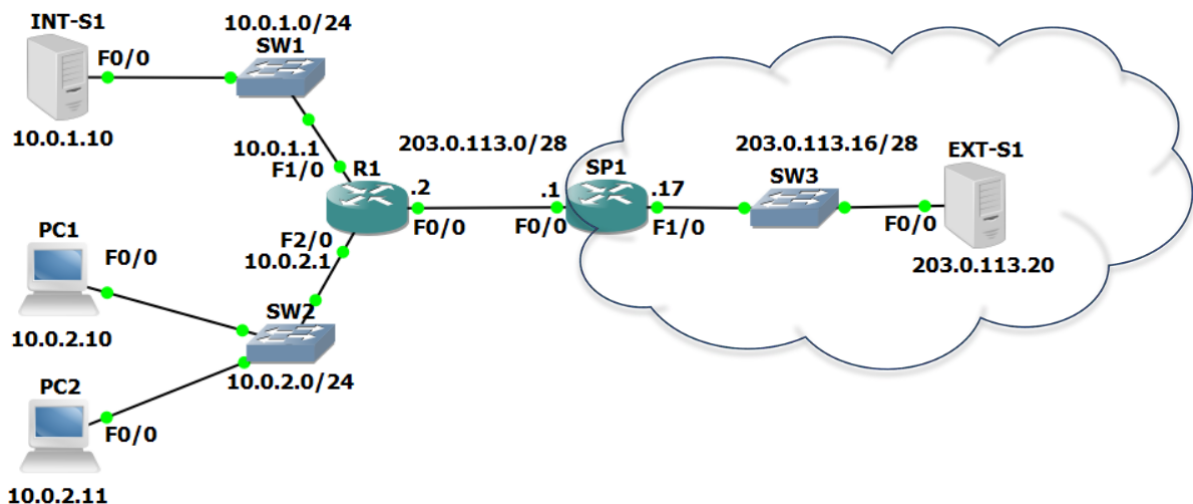 INT-S1
F0/0
10.0.1.10
10.0.1.0/24
SW1
10.0.1.1
F1/0
R1
.2
F0/0
203.0.113.0/28
SP1
.1
F0/0
.17
F1/0
203.0.113.16/28
SW3
EXT-S1
F0/0
203.0.113.20
F2/0
10.0.2.1
PC1
F0/0
10.0.2.10
SW2
10.0.2.0/24
PC2
F0/0
10.0.2.11